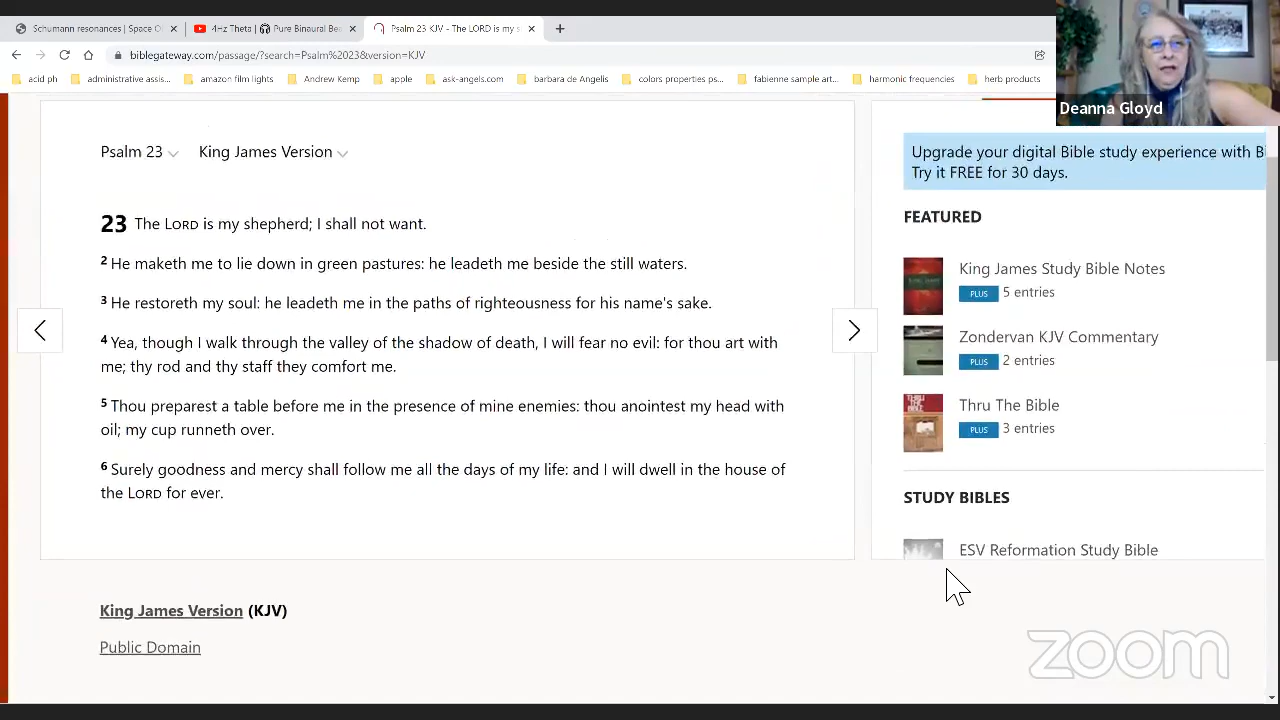 Schumann resonances | Space O
4Hz Theta
Pure Binaural Bea
Psalm 23 KJV - The LORD is my s
biblegateway.com/passage/?search=Psalm%2023&version=KJV
acid ph
administrative assis...
amazon film lights
Andrew Kemp
apple
ask-angels.com
barbara de Angelis
colors properties ps...
fabienne sample art...
harmonic frequencies
herb products
Deanna Gloyd
Psalm 23
King James Version
23 The LORD is my shepherd; I shall not want.
2 He maketh me to lie down in green pastures: he leadeth me beside the still waters.
3 He restoreth my soul: he leadeth me in the paths of righteousness for his name's sake.
4 Yea, though I walk through the valley of the shadow of death, I will fear no evil: for thou art with
me; thy rod and thy staff they comfort me.
5 Thou preparest a table before me in the presence of mine enemies: thou anointest my head with
oil; my cup runneth over.
6 Surely goodness and mercy shall follow me all the days of my life: and I will dwell in the house of
the LORD for ever.
King James Version (KJV)
Public Domain
Upgrade your digital Bible study experience with B
Try it FREE for 30 days.
FEATURED
King James Study Bible Notes
PLUS 5 entries
Zondervan KJV Commentary
PLUS 2 entries
THRU THE BIBLE
Thru The Bible
PLUS 3 entries
STUDY BIBLES
ESV Reformation Study Bible
zoom